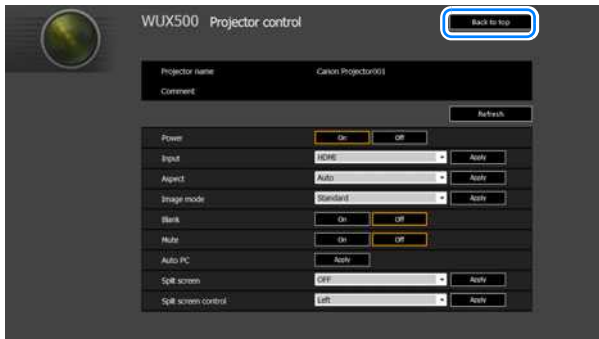 WUX500 Projector control
Back to top
Projector name Canon Projector001
Comment
Refresh
Power On Off
Input HDMI Apply
Aspect Auto Apply
Image mode Standard Apply
Blank On Off
Mute On Off
Auto PC Apply
Split screen OFF Apply
Split screen control Left Apply